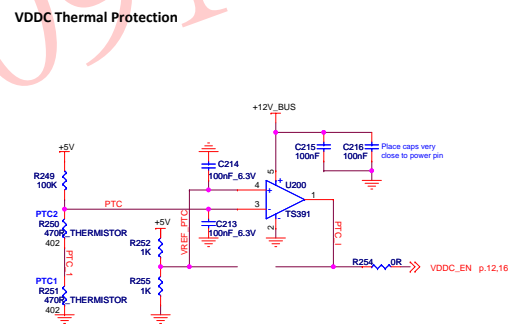 VDDC Thermal Protection
+12V_BUS
+5V
C214
100nF_6.3V
C215
100nF
C216
100nF
Place caps very
close to power pin
R249
100K
5
4
U200
1
PTC
3
TS391
2
PTC2
R250
470R_THERMISTOR
402
+5V
C213
100nF_6.3V
VREF_PTC
PTC_I
R252
1K
PTC_1
R254
0R
VDDC_EN p.12,16
PTC1
R251
470R_THERMISTOR
402
R255
1K